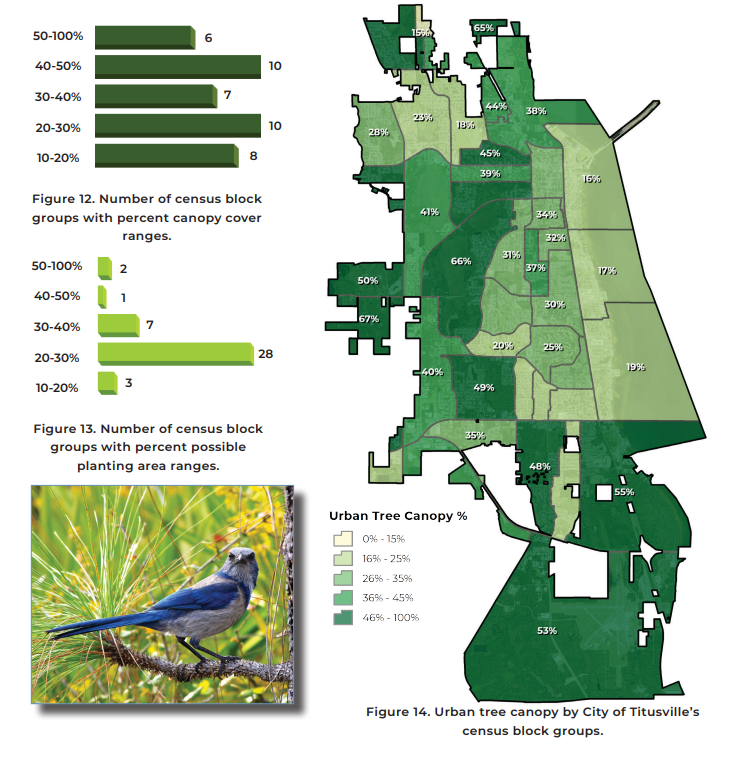 50-100% 6
40-50% 10
30-40% 7
20-30% 10
10-20% 8
Figure 12. Number of census block
groups with percent canopy cover
ranges.
50-100% 2
40-50% 1
30-40% 7
20-30% 28
10-20% 3
Figure 13. Number of census block
groups with percent possible
planting area ranges.
15%
65%
44%
38%
23%
18%
28%
45%
39%
16%
41%
34%
32%
31%
66%
37%
17%
50%
30%
67%
20%
25%
19%
40%
49%
35%
48%
55%
53%
Urban Tree Canopy %
0% - 15%
16% - 25%
26% - 35%
36% - 45%
46% - 100%
Figure 14. Urban tree canopy by City of Titusville’s
census block groups.